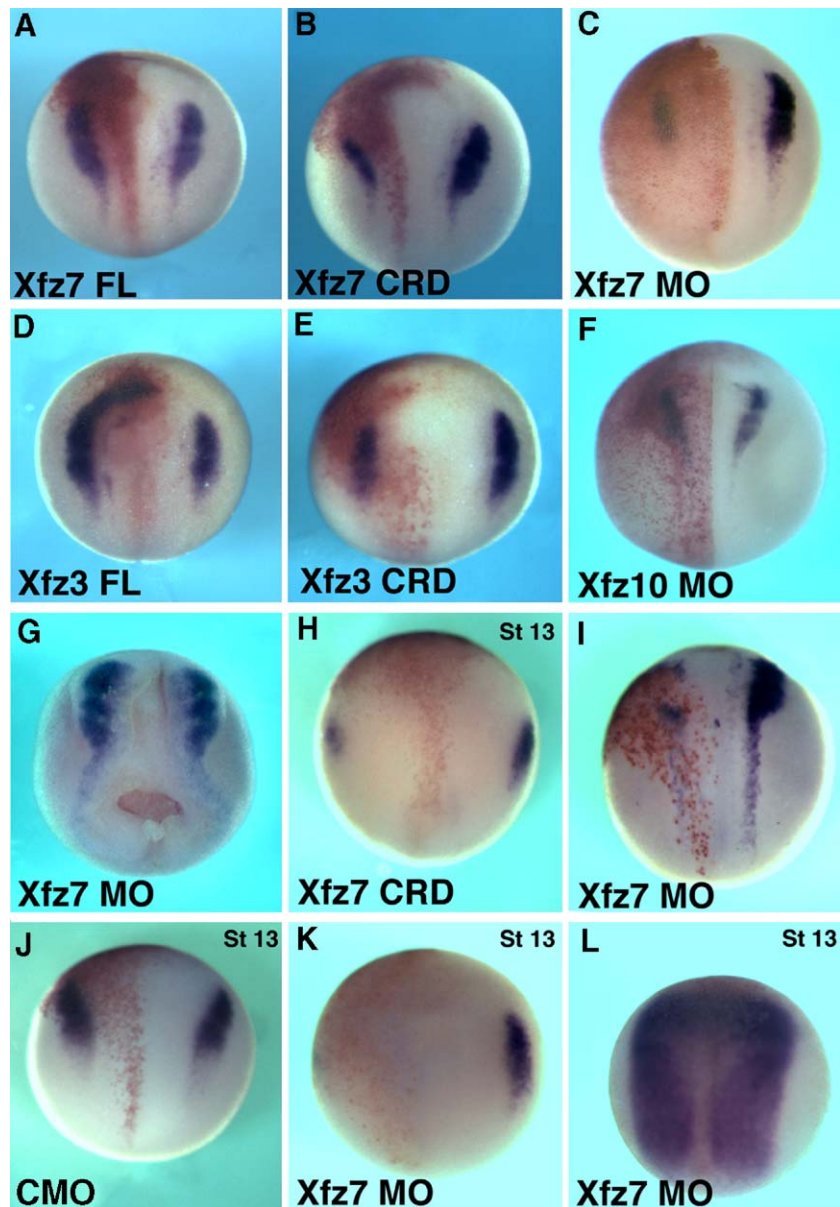 A
Xfz7 FL
B
Xfz7 CRD
C
Xfz7 MO
D
Xfz3 FL
E
Xfz3 CRD
F
Xfz10 MO
G
Xfz7 MO
H
St 13
Xfz7 CRD
I
Xfz7 MO
J
St 13
CMO
K
St 13
Xfz7 MO
L
St 13
Xfz7 MO